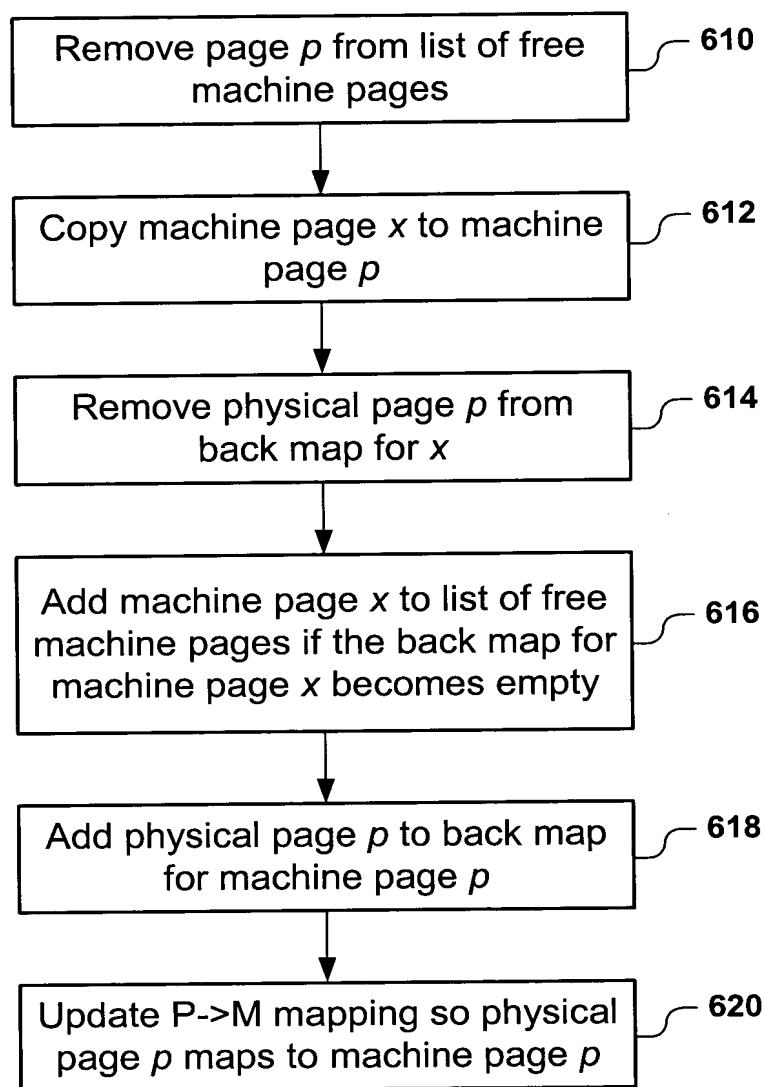 Remove page p from list of free
machine pages
610
Copy machine page x to machine
page p
612
Remove physical page p from
back map for x
614
Add machine page x to list of free
machine pages if the back map for
machine page x becomes empty
616
Add physical page p to back map
for machine page p
618
Update P->M mapping so physical
page p maps to machine page p
620